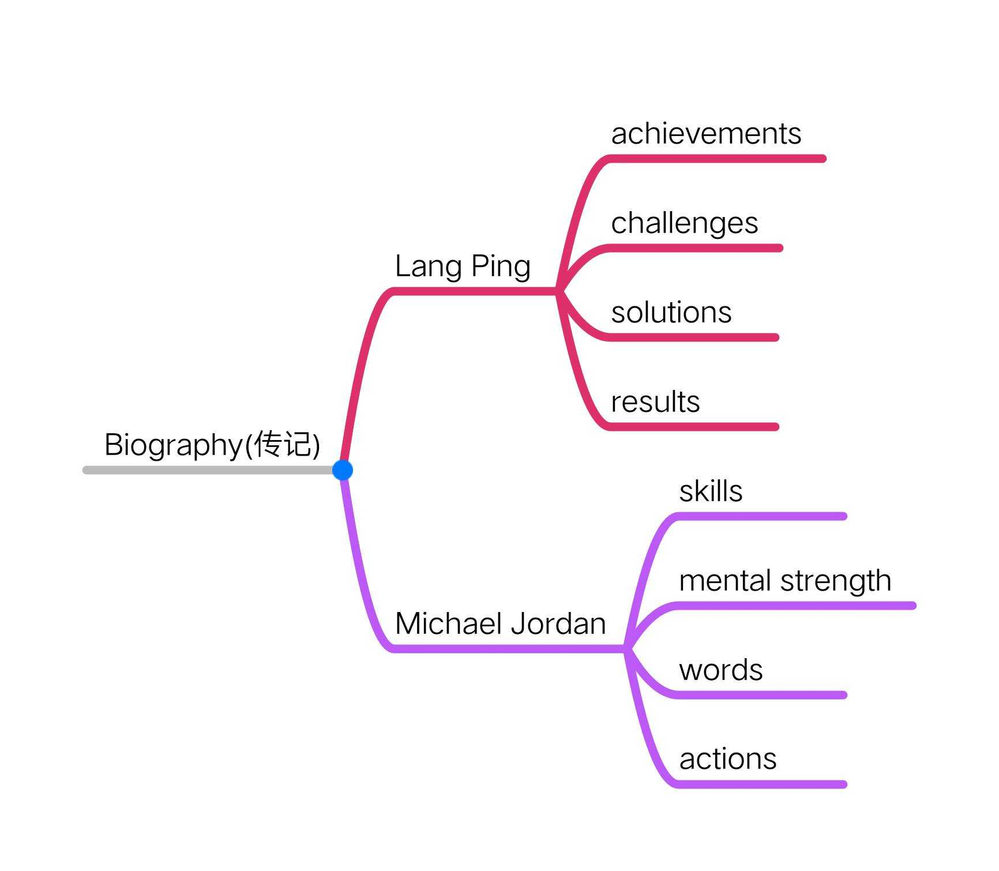 Biography(传记)
Lang Ping
achievements
challenges
solutions
results
Michael Jordan
skills
mental strength
words
actions